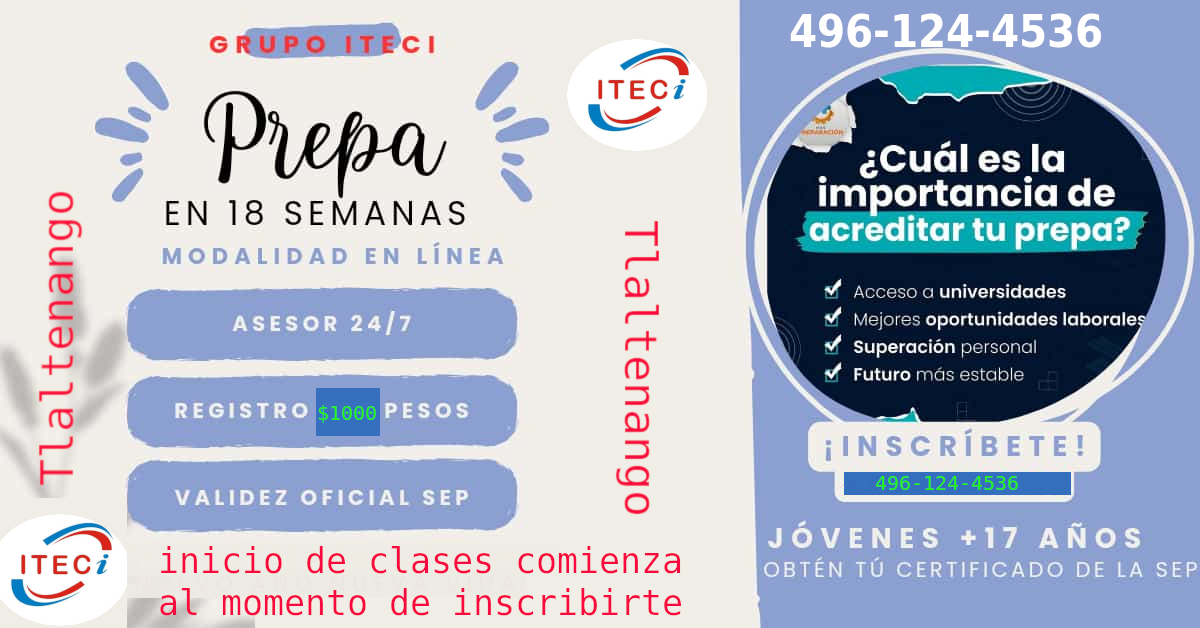 GRUPO ITECI
Prepa
EN 18 SEMANAS
MODALIDAD EN LÍNEA
ASESOR 24/7
REGISTRO $1000 PESOS
VALIDEZ OFICIAL SEP
Tlaltenango
ITECi
inicio de clases comienza
al momento de inscribirte
ITECi
Tlaltenango
496-124-4536
¿Cuál es la
importancia de
acreditar tu prepa?
Acceso a universidades
Mejores oportunidades laborales
Superación personal
Futuro más estable
¡INSCRÍBETE!
496-124-4536
JÓVENES +17 AÑOS
OBTÉN TÚ CERTIFICADO DE LA SEP